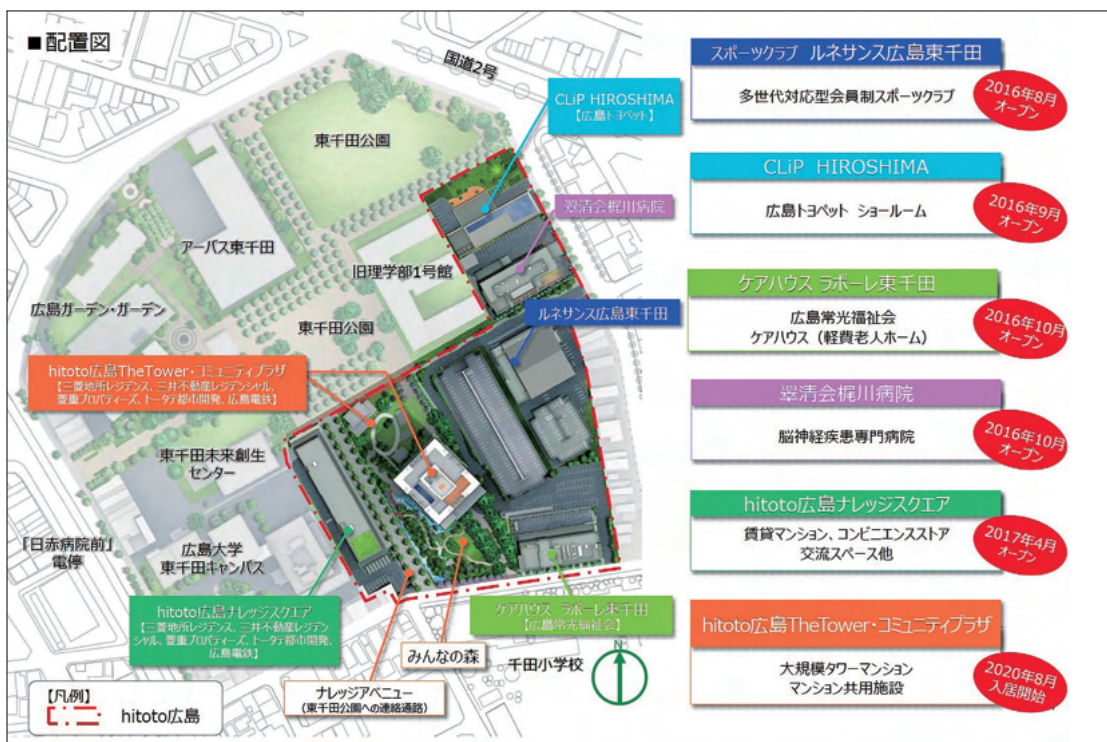 ■配置図
国道2号
CLiP HIROSHIMA
【広島トヨペット】
東千田公園
翠清会梶川病院
アーバス東千田
旧理学部1号館
広島ガーデン・ガーデン
東千田公園
ルネサンス広島東千田
hitoto広島TheTower・コミュニティプラザ
【三菱地所レジデンス、三井不動産レジデンシャル、
菱重プロパティーズ、トータテ都市開発、広島電鉄】
東千田未来創生
センター
「日赤病院前」
電停
広島大学
東千田キャンパス
hitoto広島ナレッジスクエア
【三菱地所レジデンス、三井不動産レジデン
シャル、菱重プロパティーズ、トータテ都市開発、
広島電鉄】
ケアハウス ラポーレ東千田
【広島常光福祉会】
みんなの森
千田小学校
N
ナレッジアベニュー
(東千田公園への連絡通路)
【凡例】
hitoto広島
スポーツクラブ ルネサンス広島東千田
多世代対応型会員制スポーツクラブ
2016年8月
オープン
CLiP HIROSHIMA
広島トヨペット ショールーム
2016年9月
オープン
ケアハウス ラポーレ東千田
広島常光福祉会
ケアハウス(軽費老人ホーム)
2016年10月
オープン
翠清会梶川病院
脳神経疾患専門病院
2016年10月
オープン
hitoto広島ナレッジスクエア
賃貸マンション、コンビニエンスストア
交流スペース他
2017年4月
オープン
hitoto広島TheTower・コミュニティプラザ
大規模タワーマンション
マンション共用施設
2020年8月
入居開始